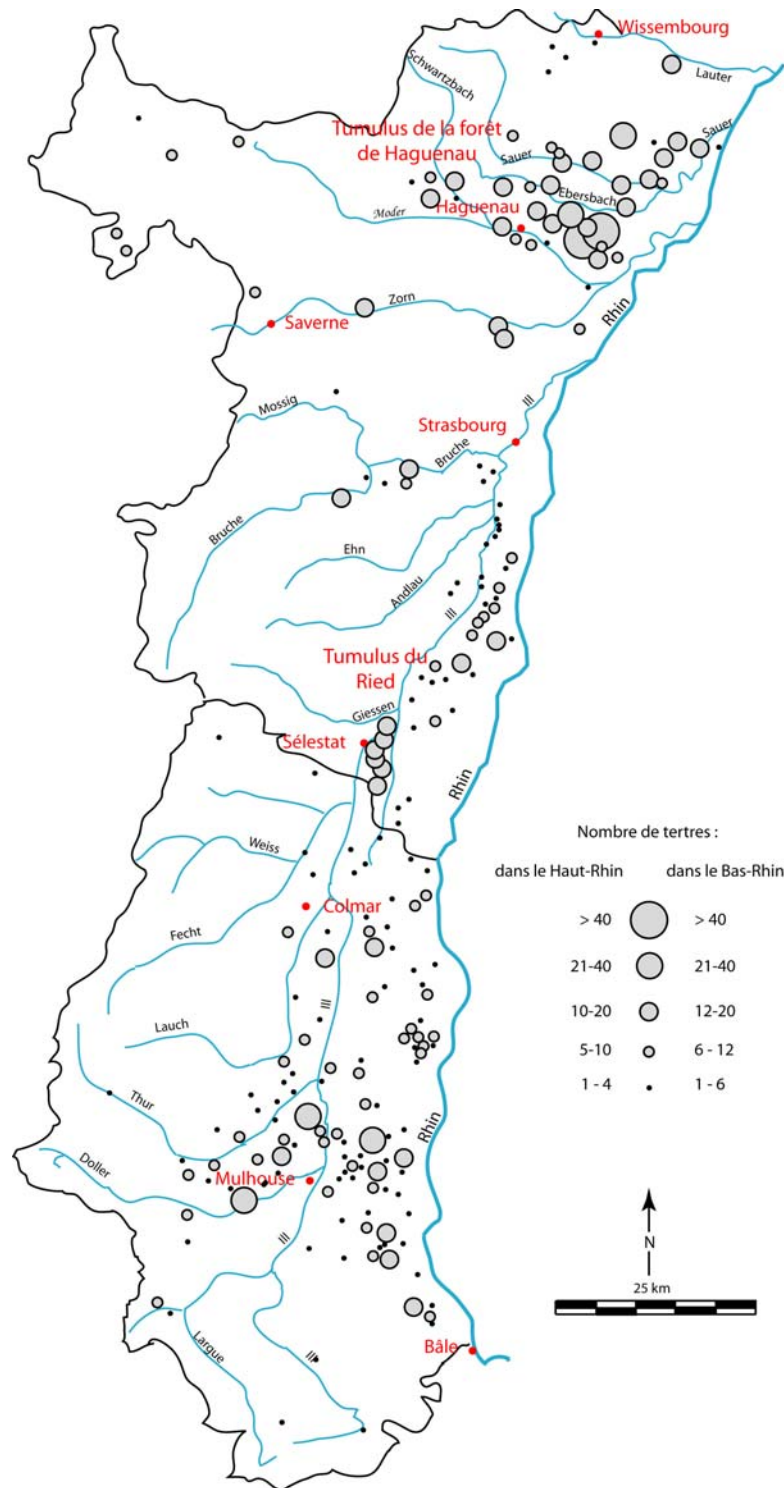 Wissembourg
Lauter
Schwartzbach
Tumulus de la forêt
de Haguenau
Sauer
Sauer
Ebersbach
Moder
Haguenau
Zorn
Rhin
Saverne
Mossig
Ill
Strasbourg
Bruche
Bruche
Ehn
Andlau
Ill
Tumulus du
Ried
Giessen
Sélestat
Rhin
Weiss
Nombre de tertres :
dans le Haut-Rhin
dans le Bas-Rhin
Colmar
> 40
> 40
Fecht
21-40
21-40
Ill
10-20
12-20
Lauch
5-10
6 - 12
1 - 4
1 - 6
Thur
Rhin
Doller
Mulhouse
Ill
N
25 km
Largue
Ill
Bâle